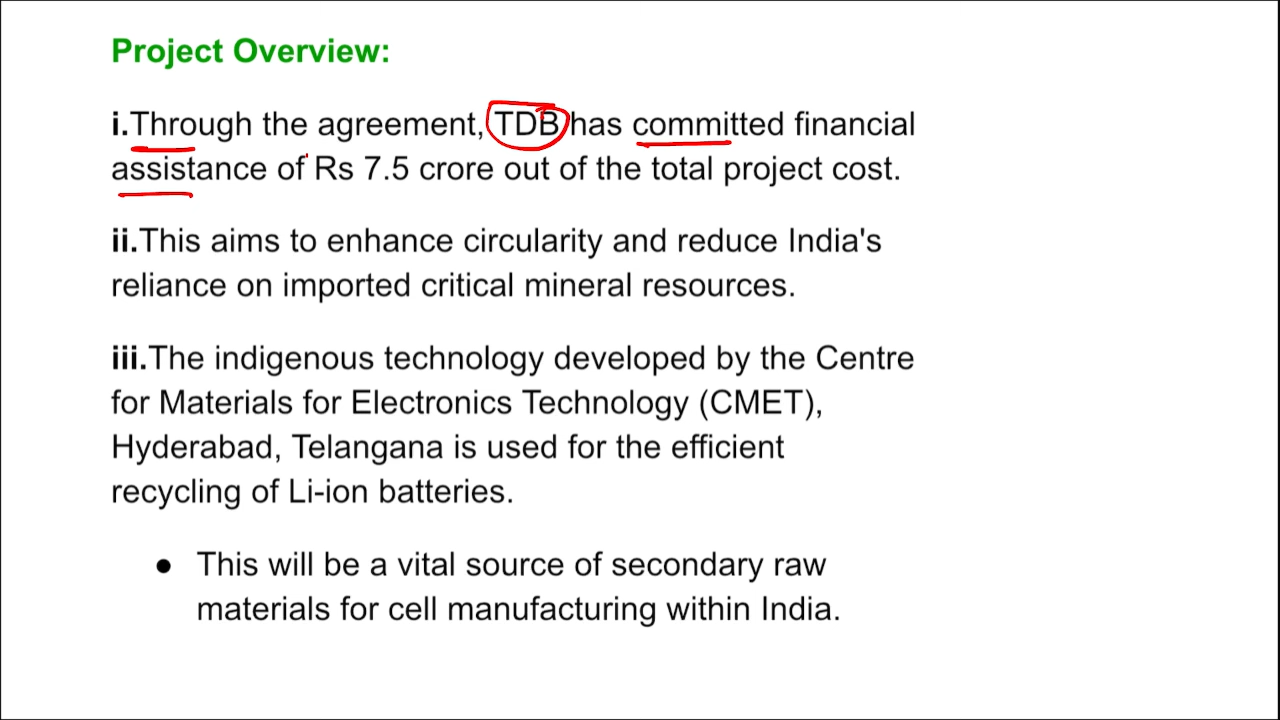 Project Overview:
i.Through the agreement, TDB has committed financial
assistance of Rs 7.5 crore out of the total project cost.
ii.This aims to enhance circularity and reduce India's
reliance on imported critical mineral resources.
iii.The indigenous technology developed by the Centre
for Materials for Electronics Technology (CMET),
Hyderabad, Telangana is used for the efficient
recycling of Li-ion batteries.
● This will be a vital source of secondary raw
materials for cell manufacturing within India.